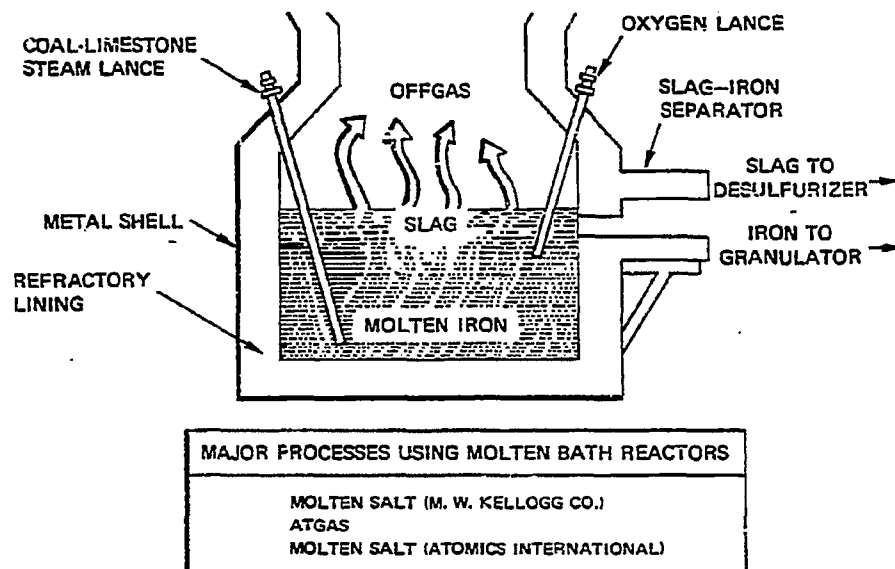 COAL-LIMESTONE
STEAM LANCE
OXYGEN LANCE
OFFGAS
SLAG-IRON
SEPARATOR
SLAG TO
DESULFURIZER
METAL SHELL
SLAG
IRON TO
GRANULATOR
REFRACTORY
LINING
MOLTEN IRON
MAJOR PROCESSES USING MOLTEN BATH REACTORS
MOLTEN SALT (M. W. KELLOGG CO.)
ATGAS
MOLTEN SALT (ATOMICS INTERNATIONAL)